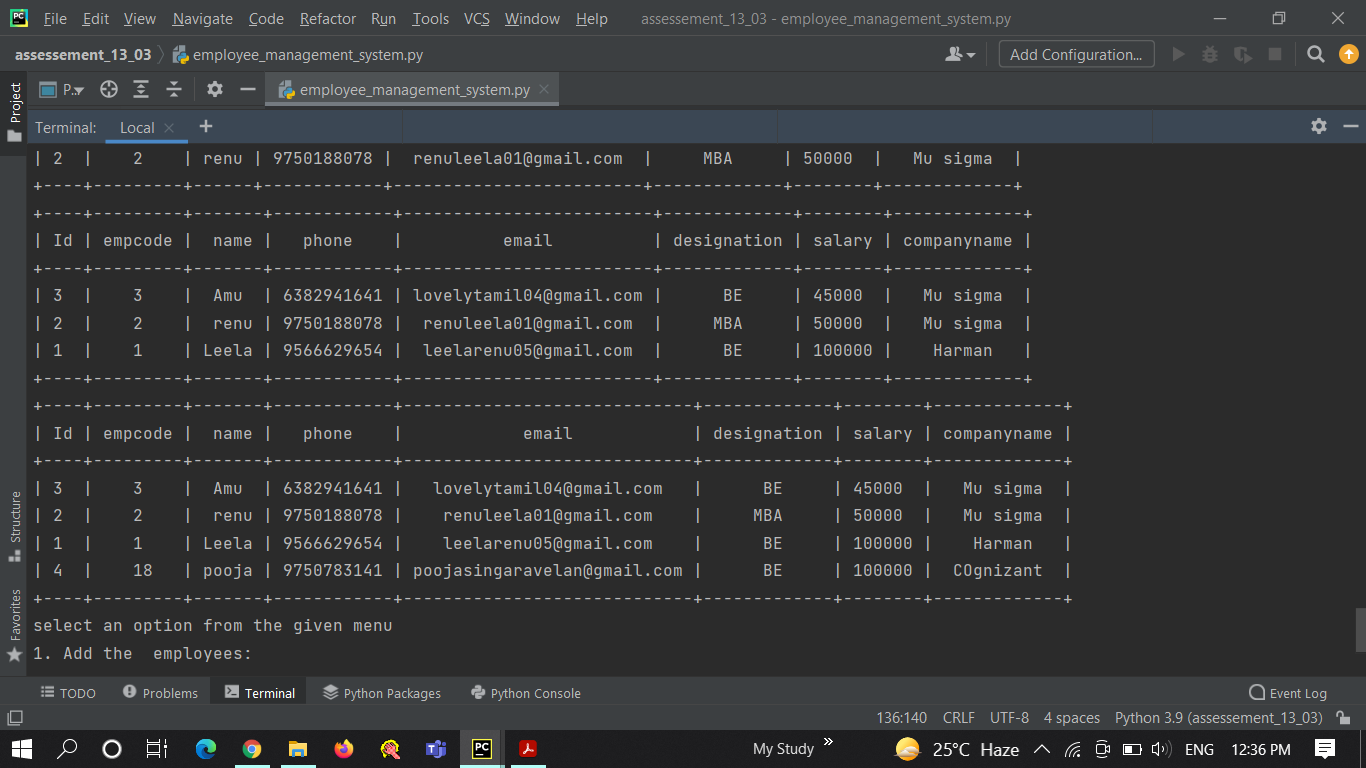 File Edit View Navigate Code Refactor Run Tools VCS Window Help assessement_13_03 - employee_management_system.py
assessement_13_03 employee_management_system.py Add Configuration...
Project P.. employee_management_system.py
Terminal: Local
| 2  |    2    | renu | 9750188078 |  renuleela01@gmail.com  |     MBA     | 50000  |   Mu sigma  |
+----+---------+------+------------+-------------------------+-------------+--------+-------------+
+----+---------+-------+------------+-------------------------+-------------+--------+-------------+
| Id | empcode |  name |   phone    |          email          | designation | salary | companyname |
+----+---------+-------+------------+-------------------------+-------------+--------+-------------+
| 3  |    3    |  Amu  | 6382941641 | lovelytamil04@gmail.com |      BE     | 45000  |   Mu sigma  |
| 2  |    2    |  renu | 9750188078 |  renuleela01@gmail.com  |     MBA     | 50000  |   Mu sigma  |
| 1  |    1    | Leela | 9566629654 |  leelarenu05@gmail.com  |      BE     | 100000 |    Harman   |
+----+---------+-------+------------+-------------------------+-------------+--------+-------------+
+----+---------+-------+------------+-----------------------------+-------------+--------+-------------+
| Id | empcode |  name |   phone    |            email            | designation | salary | companyname |
+----+---------+-------+------------+-----------------------------+-------------+--------+-------------+
| 3  |    3    |  Amu  | 6382941641 |   lovelytamil04@gmail.com   |      BE     | 45000  |   Mu sigma  |
| 2  |    2    |  renu | 9750188078 |    renuleela01@gmail.com    |     MBA     | 50000  |   Mu sigma  |
| 1  |    1    | Leela | 9566629654 |    leelarenu05@gmail.com    |      BE     | 100000 |    Harman   |
| 4  |    18   | pooja | 9750783141 | poojasingaravelan@gmail.com |      BE     | 100000 |  COgnizant  |
+----+---------+-------+------------+-----------------------------+-------------+--------+-------------+
select an option from the given menu
1. Add the  employees:
Structure
Favorites
TODO Problems Terminal Python Packages Python Console Event Log
136:140 CRLF UTF-8 4 spaces Python 3.9 (assessement_13_03)
PC My Study » 25°C Haze ENG 12:36 PM